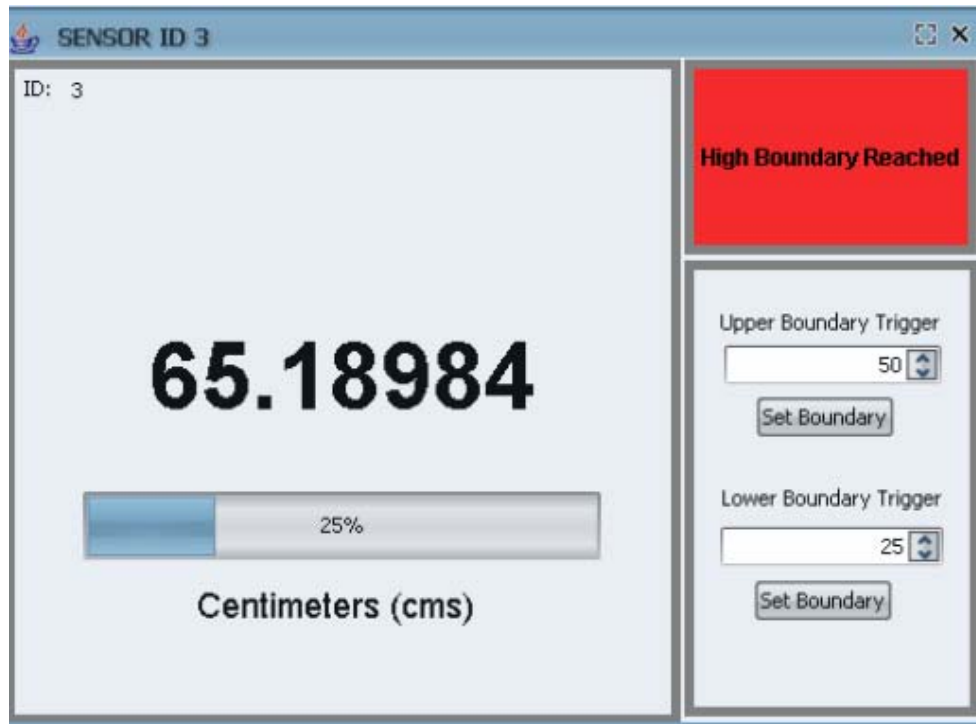 SENSOR ID 3
ID: 3
65.18984
25%
Centimeters (cms)
High Boundary Reached
Upper Boundary Trigger
50
Set Boundary
Lower Boundary Trigger
25
Set Boundary